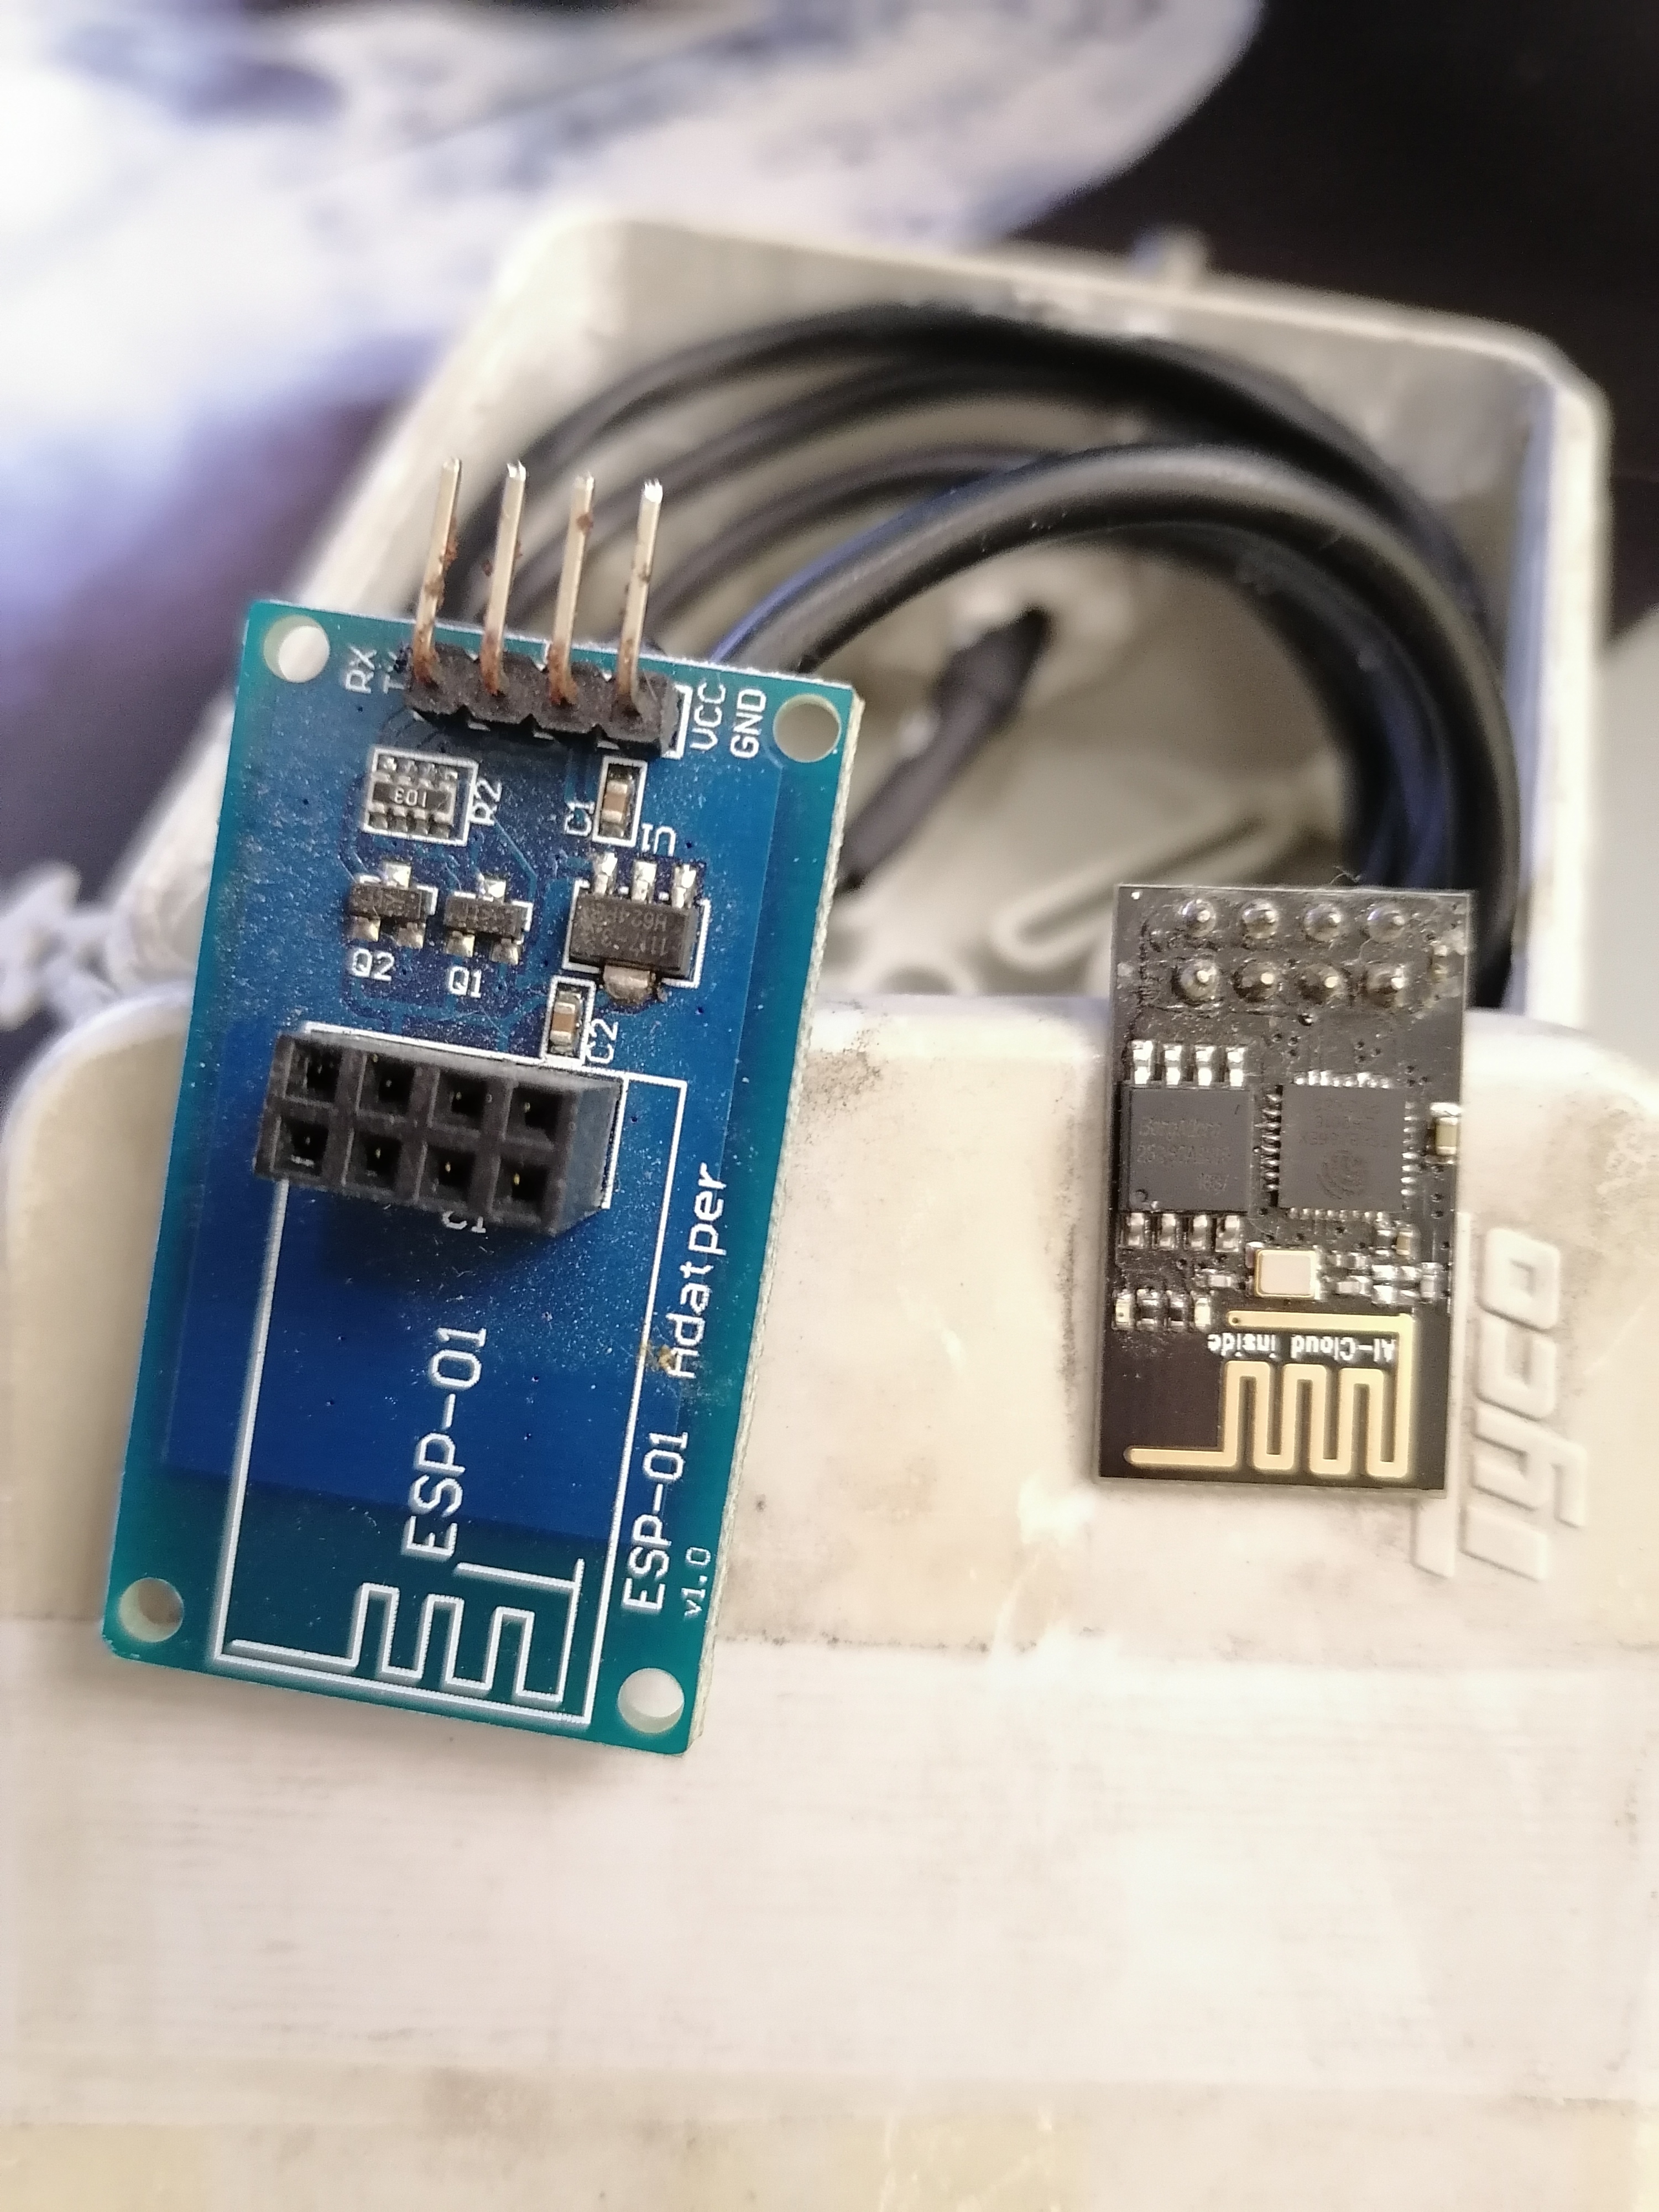 RX
VCC
GND
103
R2
C1
U1
Q2
Q1
C2
ESP-01
ESP-01 Adatper
v1.0
AI-Cloud inside
Tyco